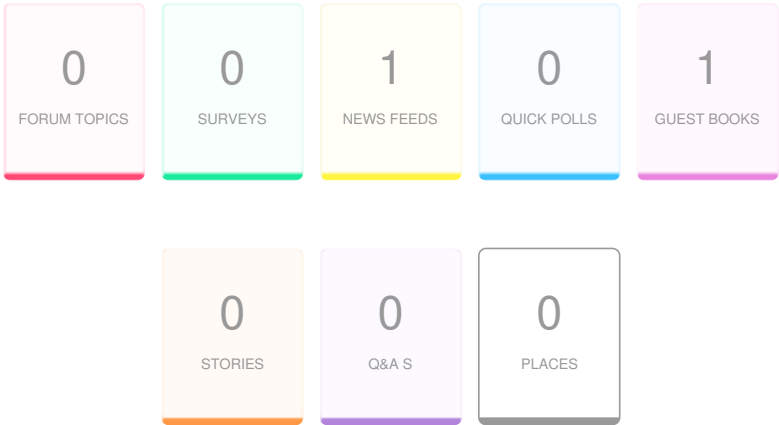 0 0 1 0 1
FORUM TOPICS SURVEYS NEWS FEEDS QUICK POLLS GUEST BOOKS
0 0 0
STORIES Q&A S PLACES